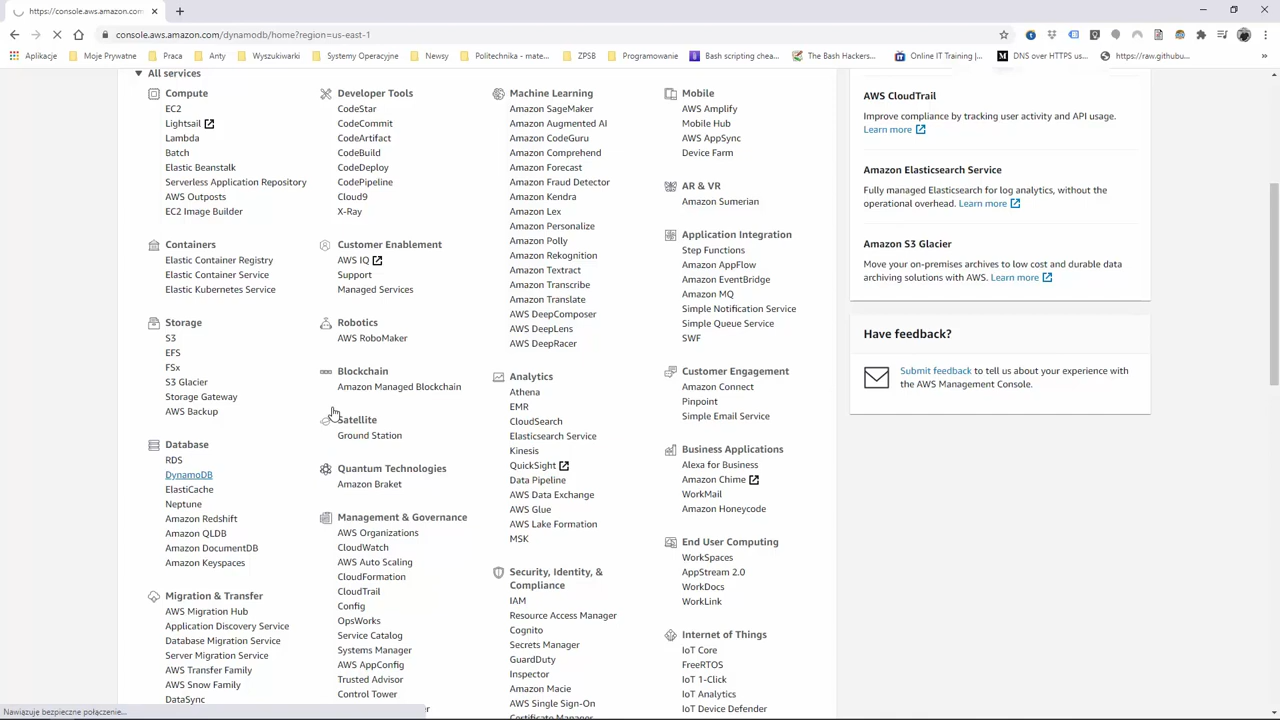 https://console.aws.amazon.com
console.aws.amazon.com/dynamodb/home?region=us-east-1
Aplikacje
Moje Prywatne
Praca
Anty
Wyszukiwarki
Systemy Operacyjne
Newsy
Politechnika - mate...
ZPSB
Programowanie
Bash scripting chea...
The Bash Hackers...
Online IT Training |...
DNS over HTTPS us...
https://raw.githubu...
All services
Compute
EC2
Lightsail
Lambda
Batch
Elastic Beanstalk
Serverless Application Repository
AWS Outposts
EC2 Image Builder
Containers
Elastic Container Registry
Elastic Container Service
Elastic Kubernetes Service
Storage
S3
EFS
FSx
S3 Glacier
Storage Gateway
AWS Backup
Database
RDS
DynamoDB
ElastiCache
Neptune
Amazon Redshift
Amazon QLDB
Amazon DocumentDB
Amazon Keyspaces
Migration & Transfer
AWS Migration Hub
Application Discovery Service
Database Migration Service
Server Migration Service
AWS Transfer Family
AWS Snow Family
DataSync
Developer Tools
CodeStar
CodeCommit
CodeArtifact
CodeBuild
CodeDeploy
CodePipeline
Cloud9
X-Ray
Customer Enablement
AWS IQ
Support
Managed Services
Robotics
AWS RoboMaker
Blockchain
Amazon Managed Blockchain
Satellite
Ground Station
Quantum Technologies
Amazon Braket
Management & Governance
AWS Organizations
CloudWatch
AWS Auto Scaling
CloudFormation
CloudTrail
Config
OpsWorks
Service Catalog
Systems Manager
AWS AppConfig
Trusted Advisor
Control Tower
Machine Learning
Amazon SageMaker
Amazon Augmented AI
Amazon CodeGuru
Amazon Comprehend
Amazon Forecast
Amazon Fraud Detector
Amazon Kendra
Amazon Lex
Amazon Personalize
Amazon Polly
Amazon Rekognition
Amazon Textract
Amazon Transcribe
Amazon Translate
AWS DeepComposer
AWS DeepLens
AWS DeepRacer
Analytics
Athena
EMR
CloudSearch
Elasticsearch Service
Kinesis
QuickSight
Data Pipeline
AWS Data Exchange
AWS Glue
AWS Lake Formation
MSK
Security, Identity, &
Compliance
IAM
Resource Access Manager
Cognito
Secrets Manager
GuardDuty
Inspector
Amazon Macie
AWS Single Sign-On
Certificate Manager
Mobile
AWS Amplify
Mobile Hub
AWS AppSync
Device Farm
AR & VR
Amazon Sumerian
Application Integration
Step Functions
Amazon AppFlow
Amazon EventBridge
Amazon MQ
Simple Notification Service
Simple Queue Service
SWF
Customer Engagement
Amazon Connect
Pinpoint
Simple Email Service
Business Applications
Alexa for Business
Amazon Chime
WorkMail
Amazon Honeycode
End User Computing
WorkSpaces
AppStream 2.0
WorkDocs
WorkLink
Internet of Things
IoT Core
FreeRTOS
IoT 1-Click
IoT Analytics
IoT Device Defender
AWS CloudTrail
Improve compliance by tracking user activity and API usage.
Learn more
Amazon Elasticsearch Service
Fully managed Elasticsearch for log analytics, without the
operational overhead. Learn more
Amazon S3 Glacier
Move your on-premises archives to low cost and durable data
archiving solutions with AWS. Learn more
Have feedback?
Submit feedback to tell us about your experience with
the AWS Management Console.
Nawiązuję bezpieczne połączenie...